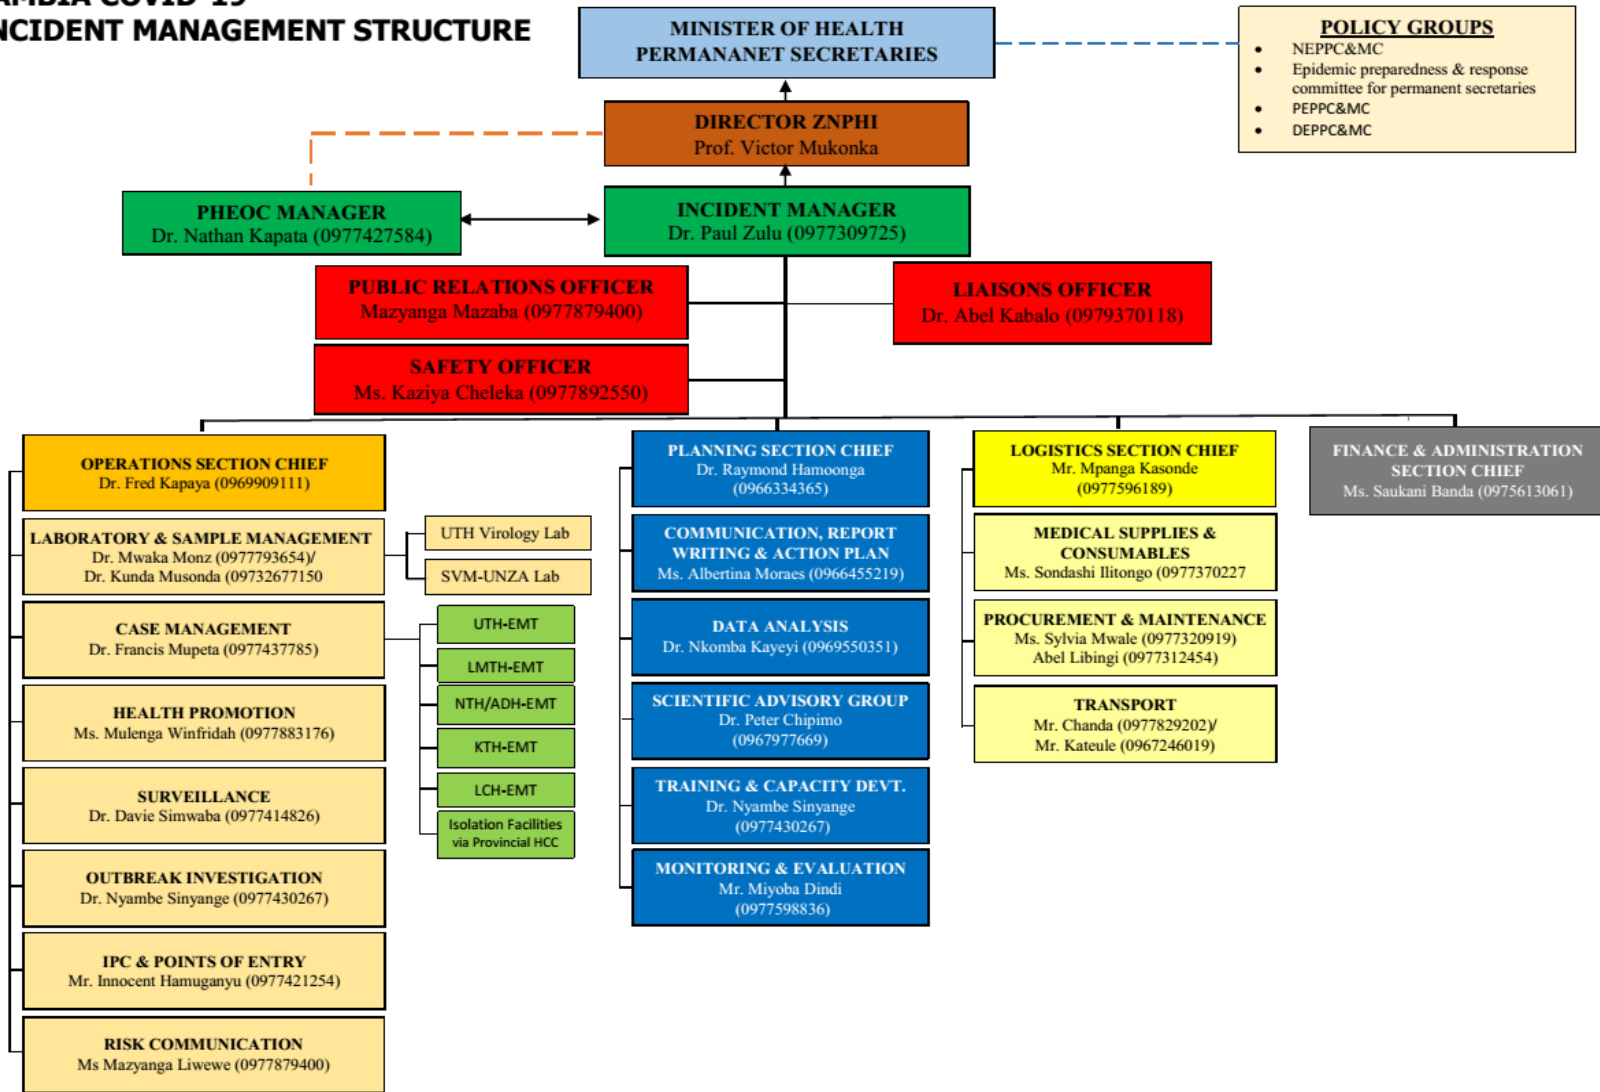 AMBIA COVID-19
NCIDENT MANAGEMENT STRUCTURE
MINISTER OF HEALTH
PERMANANET SECRETARIES
POLICY GROUPS
• NEPPC&MC
• Epidemic preparedness & response
committee for permanent secretaries
• PEPPC&MC
• DEPPC&MC
DIRECTOR ZNPHI
Prof. Victor Mukonka
PHEOC MANAGER
Dr. Nathan Kapata (0977427584)
INCIDENT MANAGER
Dr. Paul Zulu (0977309725)
PUBLIC RELATIONS OFFICER
Mazyanga Mazaba (0977879400)
LIAISONS OFFICER
Dr. Abel Kabalo (0979370118)
SAFETY OFFICER
Ms. Kaziya Cheleka (0977892550)
OPERATIONS SECTION CHIEF
Dr. Fred Kapaya (0969909111)
LABORATORY & SAMPLE MANAGEMENT
Dr. Mwaka Monz (0977793654)/
Dr. Kunda Musonda (09732677150
UTH Virology Lab
SVM-UNZA Lab
CASE MANAGEMENT
Dr. Francis Mupeta (0977437785)
UTH-EMT
LMTH-EMT
NTH/ADH-EMT
KTH-EMT
LCH-EMT
Isolation Facilities
via Provincial HCC
HEALTH PROMOTION
Ms. Mulenga Winfridah (0977883176)
SURVEILLANCE
Dr. Davie Simwaba (0977414826)
OUTBREAK INVESTIGATION
Dr. Nyambe Sinyange (0977430267)
IPC & POINTS OF ENTRY
Mr. Innocent Hamuganyu (0977421254)
RISK COMMUNICATION
Ms Mazyanga Liwewe (0977879400)
PLANNING SECTION CHIEF
Dr. Raymond Hamoonga
(0966334365)
COMMUNICATION, REPORT
WRITING & ACTION PLAN
Ms. Albertina Moraes (0966455219)
DATA ANALYSIS
Dr. Nkomba Kayeyi (0969550351)
SCIENTIFIC ADVISORY GROUP
Dr. Peter Chipimo
(0967977669)
TRAINING & CAPACITY DEVT.
Dr. Nyambe Sinyange
(0977430267)
MONITORING & EVALUATION
Mr. Miyoba Dindi
(0977598836)
LOGISTICS SECTION CHIEF
Mr. Mpanga Kasonde
(0977596189)
MEDICAL SUPPLIES &
CONSUMABLES
Ms. Sondashi Ilitongo (0977370227
PROCUREMENT & MAINTENANCE
Ms. Sylvia Mwale (0977320919)
Abel Libingi (0977312454)
TRANSPORT
Mr. Chanda (0977829202)/
Mr. Kateule (0967246019)
FINANCE & ADMINISTRATION
SECTION CHIEF
Ms. Saukani Banda (0975613061)